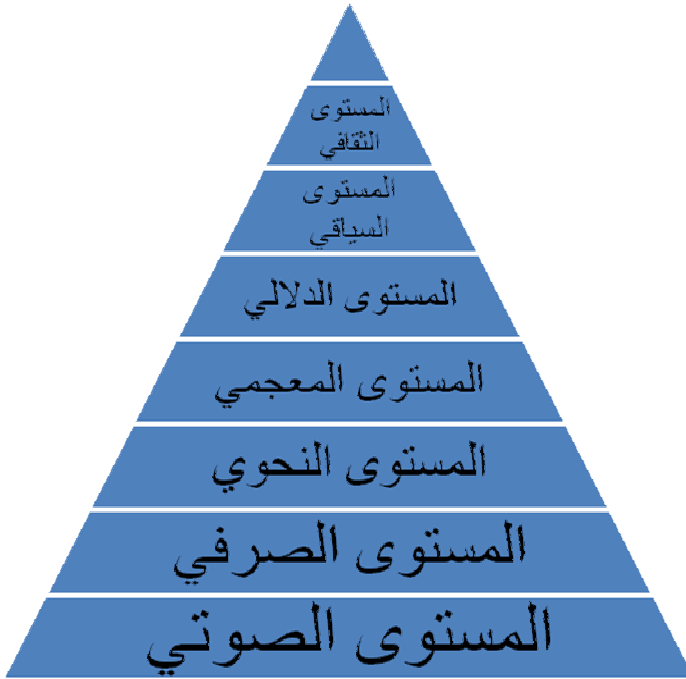 المستوى
الثقافي
المستوى
السياقي
المستوى الدلالي
المستوى المعجمي
المستوى النحوي
المستوى الصرفي
المستوى الصوتي